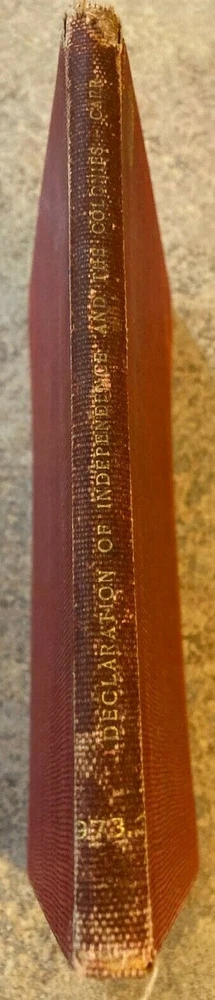 DECLARATION OF INDEPENDENCE AND THE COLONIES - CARR
973.